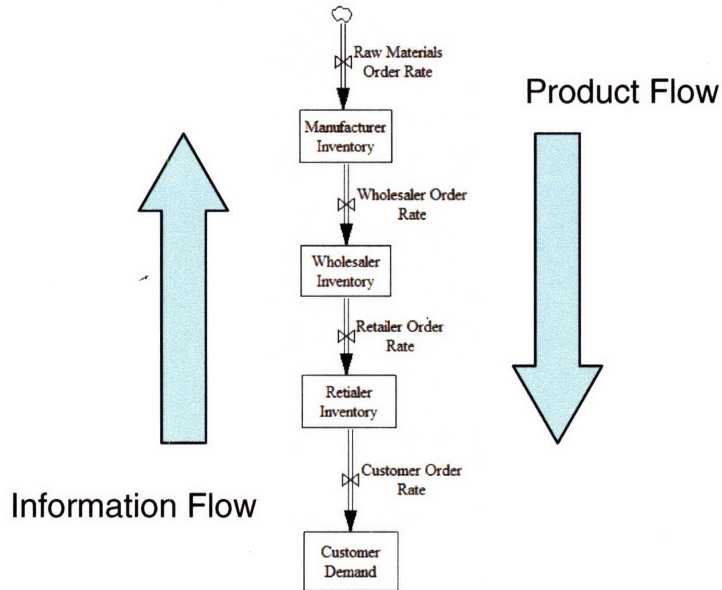 Raw Materials
Order Rate
Product Flow
Manufacturer
Inventory
Wholesaler Order
Rate
Wholesaler
Inventory
Retailer Order
Rate
Retialer
Inventory
Customer Order
Rate
Information Flow
Customer
Demand